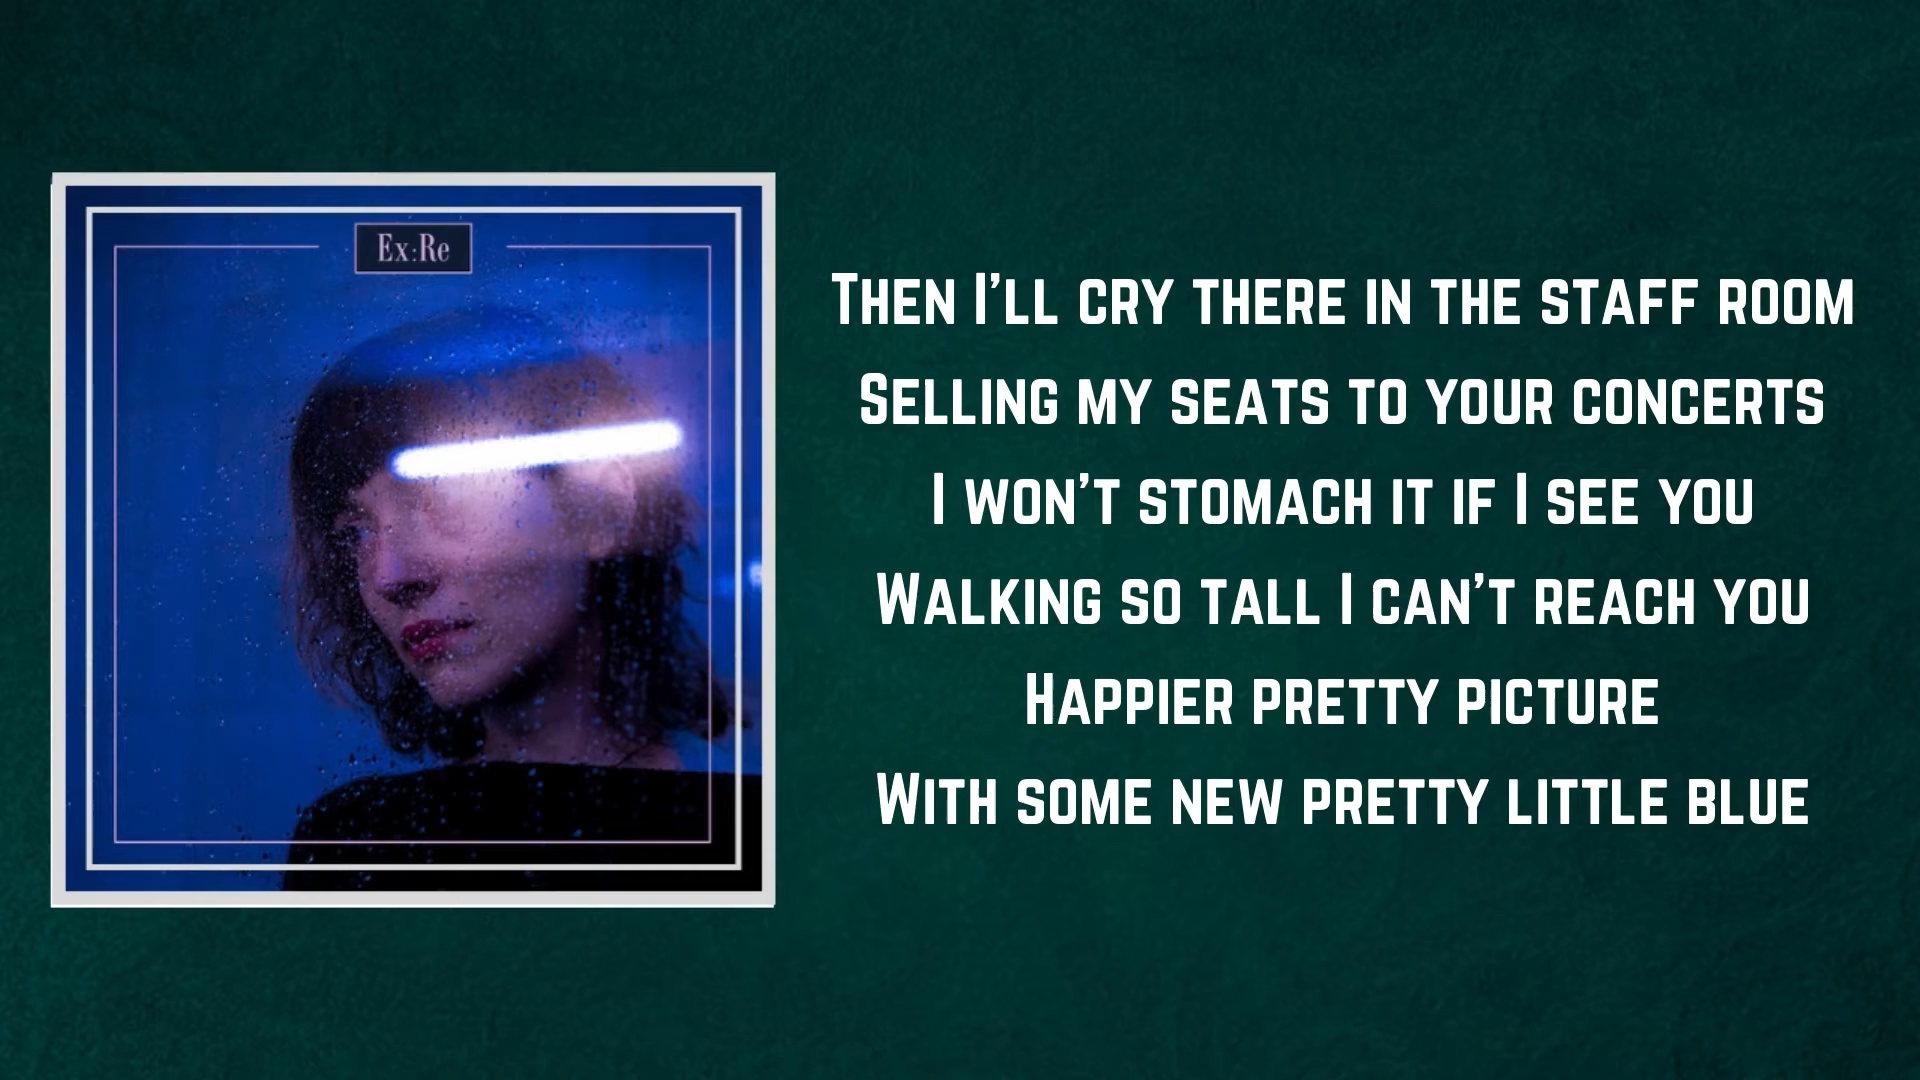 Ex:Re
Then I'll cry there in the staff room
Selling my seats to your concerts
I won't stomach it if I see you
Walking so tall I can't reach you
Happier pretty picture
With some new pretty little blue